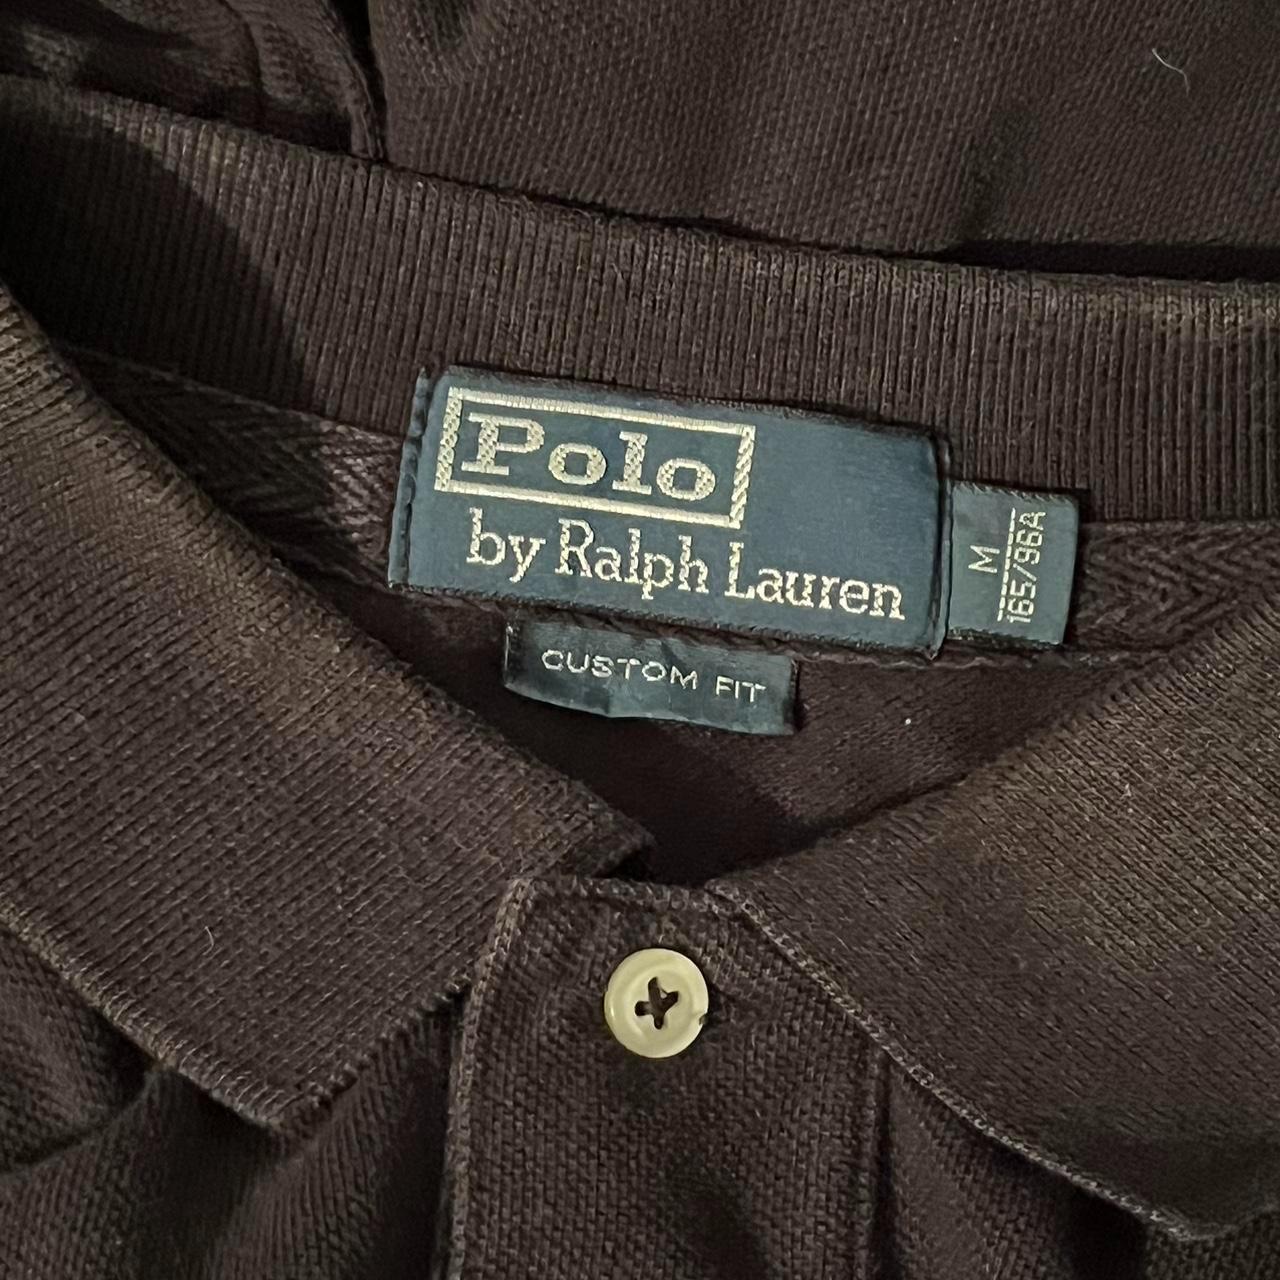 Polo
by Ralph Lauren
M
165/96A
CUSTOM FIT